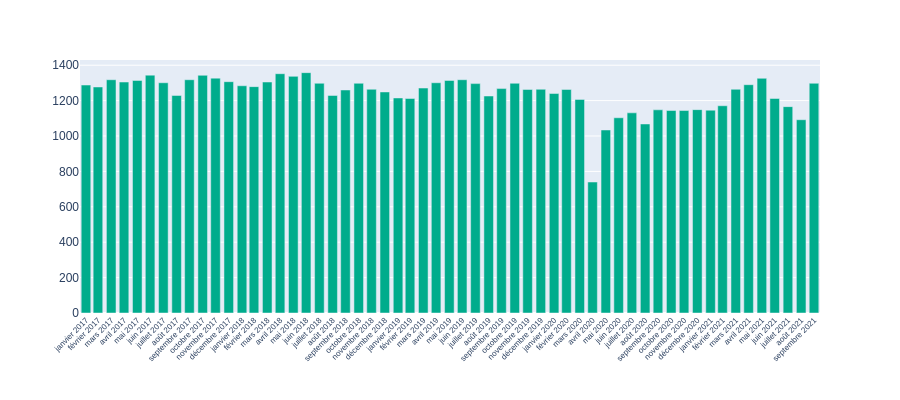 1400
1200
1000
800
600
400
200
0
janvier 2017
février 2017
mars 2017
avril 2017
mai 2017
juin 2017
juillet 2017
août 2017
septembre 2017
octobre 2017
novembre 2017
décembre 2017
janvier 2018
février 2018
mars 2018
avril 2018
mai 2018
juin 2018
juillet 2018
août 2018
septembre 2018
octobre 2018
novembre 2018
décembre 2018
janvier 2019
février 2019
mars 2019
avril 2019
mai 2019
juin 2019
juillet 2019
août 2019
septembre 2019
octobre 2019
novembre 2019
décembre 2019
janvier 2020
février 2020
mars 2020
avril 2020
mai 2020
juin 2020
juillet 2020
août 2020
septembre 2020
octobre 2020
novembre 2020
décembre 2020
janvier 2021
février 2021
mars 2021
avril 2021
mai 2021
juin 2021
juillet 2021
août 2021
septembre 2021